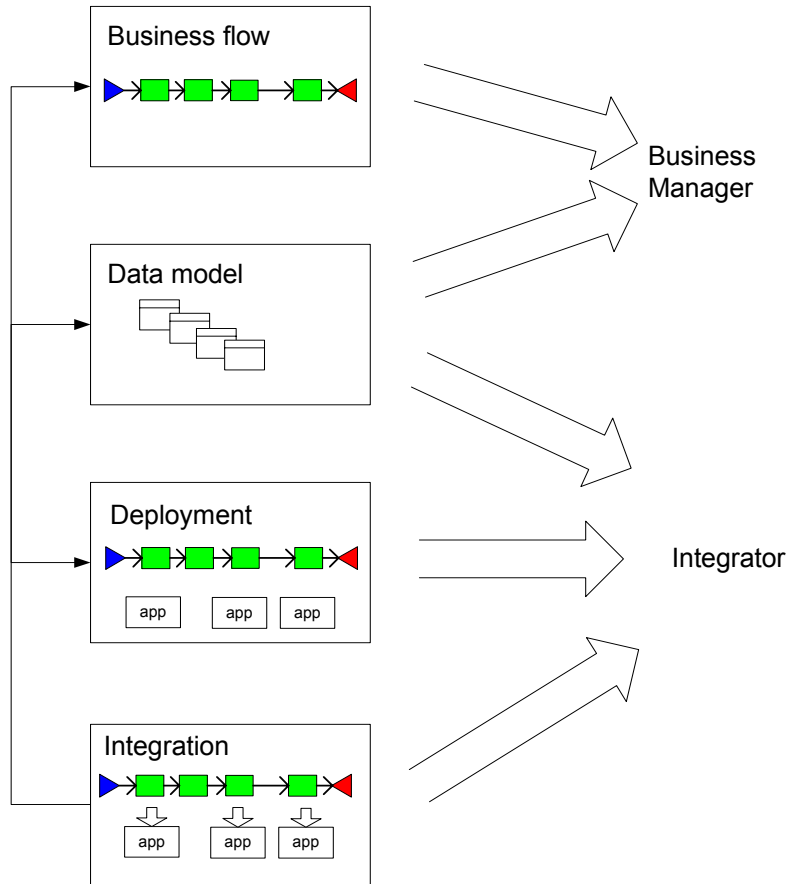 Business flow
Business
Manager
Data model
Deployment
app
app
app
Integrator
Integration
app
app
app